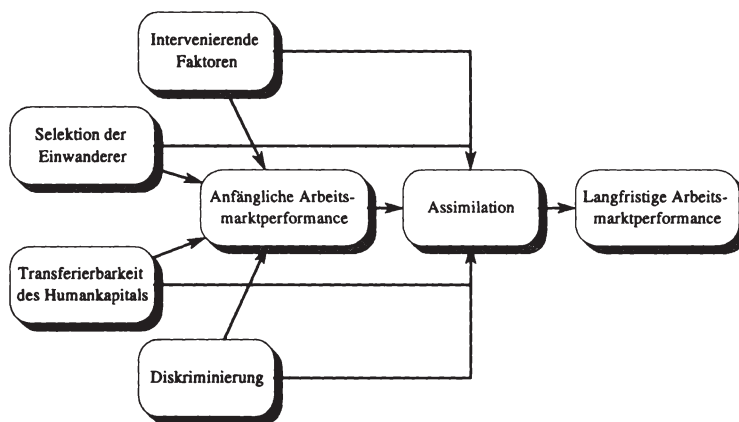 Intervenierende
Faktoren
Selektion der
Einwanderer
Anfängliche Arbeits-
marktperformance
Assimilation
Langfristige Arbeits-
marktperformance
Transferierbarkeit
des Humankapitals
Diskriminierung